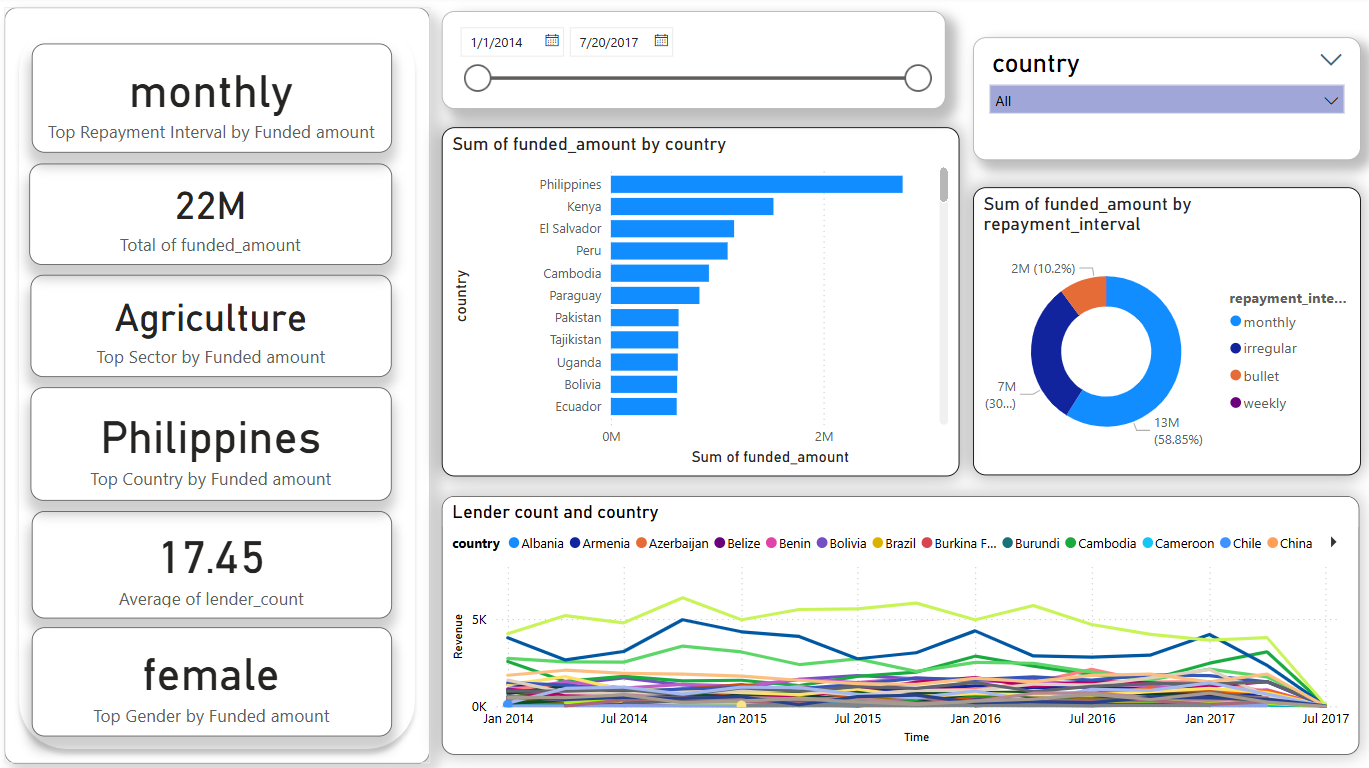 monthly
Top Repayment Interval by Funded amount
22M
Total of funded_amount
Agriculture
Top Sector by Funded amount
Philippines
Top Country by Funded amount
17.45
Average of lender_count
female
Top Gender by Funded amount
1/1/2014 7/20/2017
country
All
Sum of funded_amount by country
country
Philippines
Kenya
El Salvador
Peru
Cambodia
Paraguay
Pakistan
Tajikistan
Uganda
Bolivia
Ecuador
0M 2M
Sum of funded_amount
Sum of funded_amount by
repayment_interval
2M (10.2%)
7M
(30...)
13M
(58.85%)
repayment_inte...
monthly
irregular
bullet
weekly
Lender count and country
country Albania Armenia Azerbaijan Belize Benin Bolivia Brazil Burkina F... Burundi Cambodia Cameroon Chile China
Revenue
5K
0K
Jan 2014 Jul 2014 Jan 2015 Jul 2015 Jan 2016 Jul 2016 Jan 2017 Jul 2017
Time